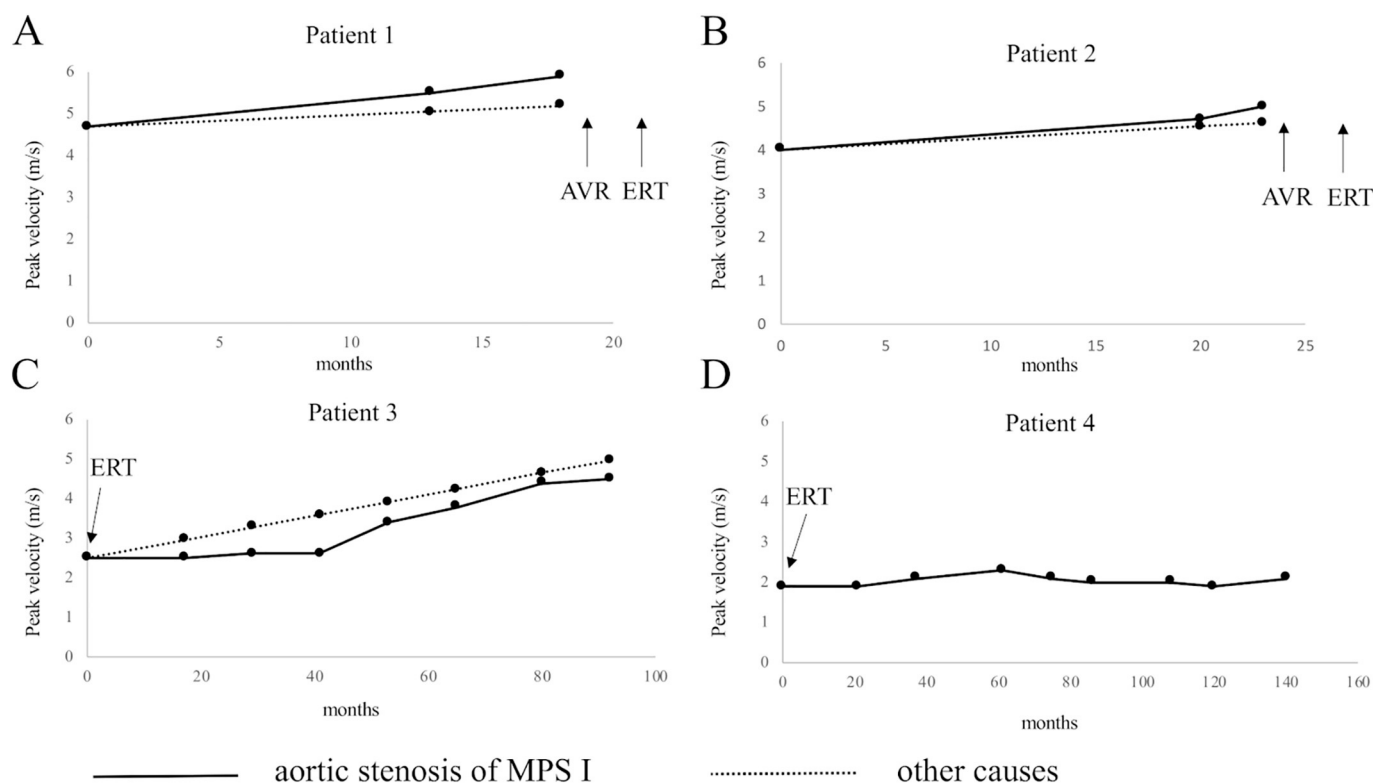 A
Patient 1
6
5
4
3
2
1
0
Peak velocity (m/s)
AVR
ERT
0
5
10
15
20
months
B
Patient 2
6
5
4
3
2
1
0
Peak velocity (m/s)
AVR
ERT
0
5
10
15
20
25
months
C
Patient 3
6
5
4
3
2
1
0
Peak velocity (m/s)
ERT
0
20
40
60
80
100
months
D
Patient 4
6
5
4
3
2
1
0
Peak velocity (m/s)
ERT
0
20
40
60
80
100
120
140
160
months
aortic stenosis of MPS I
other causes